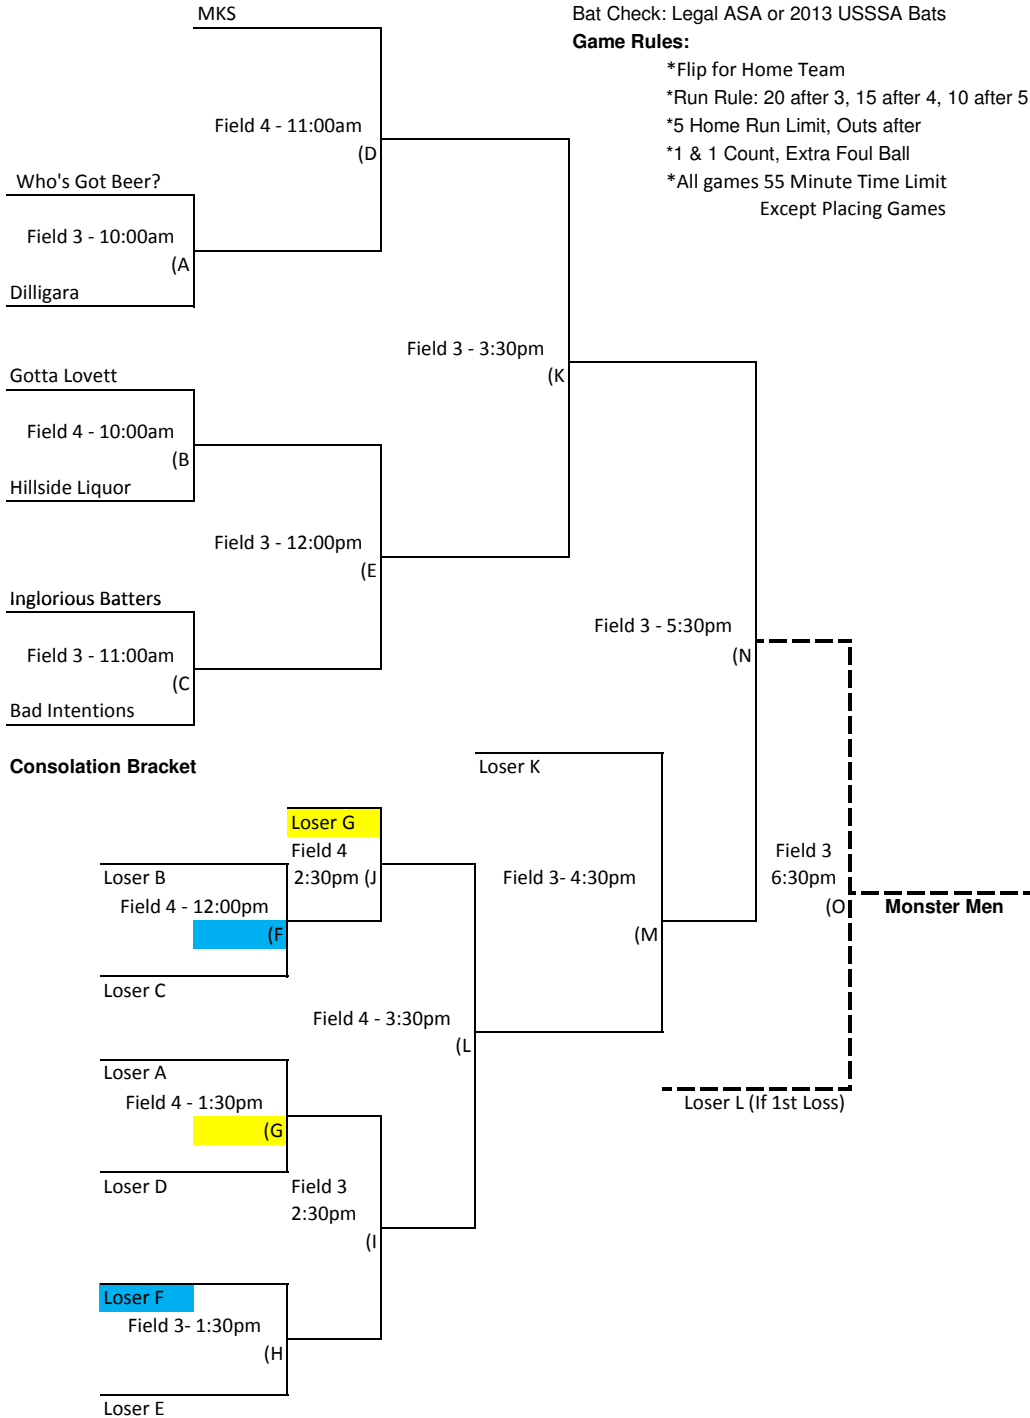 MKS
Bat Check: Legal ASA or 2013 USSSA Bats
Game Rules:
*Flip for Home Team
*Run Rule: 20 after 3, 15 after 4, 10 after 5
Field 4 - 11:00am
*5 Home Run Limit, Outs after
(D
*1 & 1 Count, Extra Foul Ball
Who's Got Beer?
*All games 55 Minute Time Limit
Except Placing Games
Field 3 - 10:00am
(A
Dilligara
Field 3 - 3:30pm
(K
Gotta Lovett
Field 4 - 10:00am
(B
Hillside Liquor
Field 3 - 12:00pm
(E
Inglorious Batters
Field 3 - 5:30pm
(N
Field 3 - 11:00am
(C
Bad Intentions
Consolation Bracket
Loser K
Loser G
Field 4
2:30pm (J
Loser B
Field 3- 4:30pm
Field 3
6:30pm
(O
Monster Men
Field 4 - 12:00pm
(F
(M
Loser C
Field 4 - 3:30pm
(L
Loser A
Field 4 - 1:30pm
(G
Loser L (If 1st Loss)
Loser D
Field 3
2:30pm
(I
Loser F
Field 3- 1:30pm
(H
Loser E